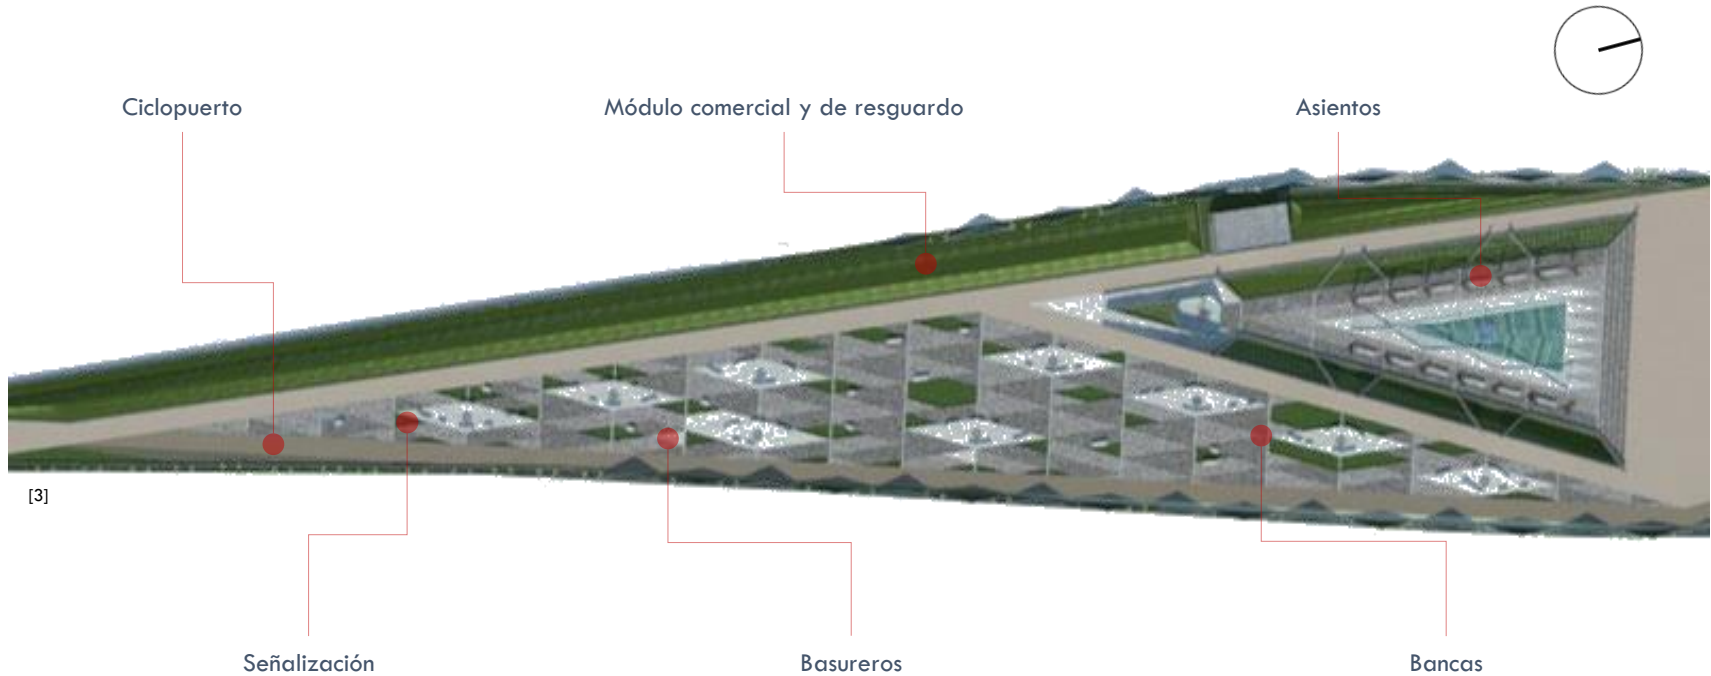 Ciclopuerto
Módulo comercial y de resguardo
Asientos
[3]
Señalización
Basureros
Bancas